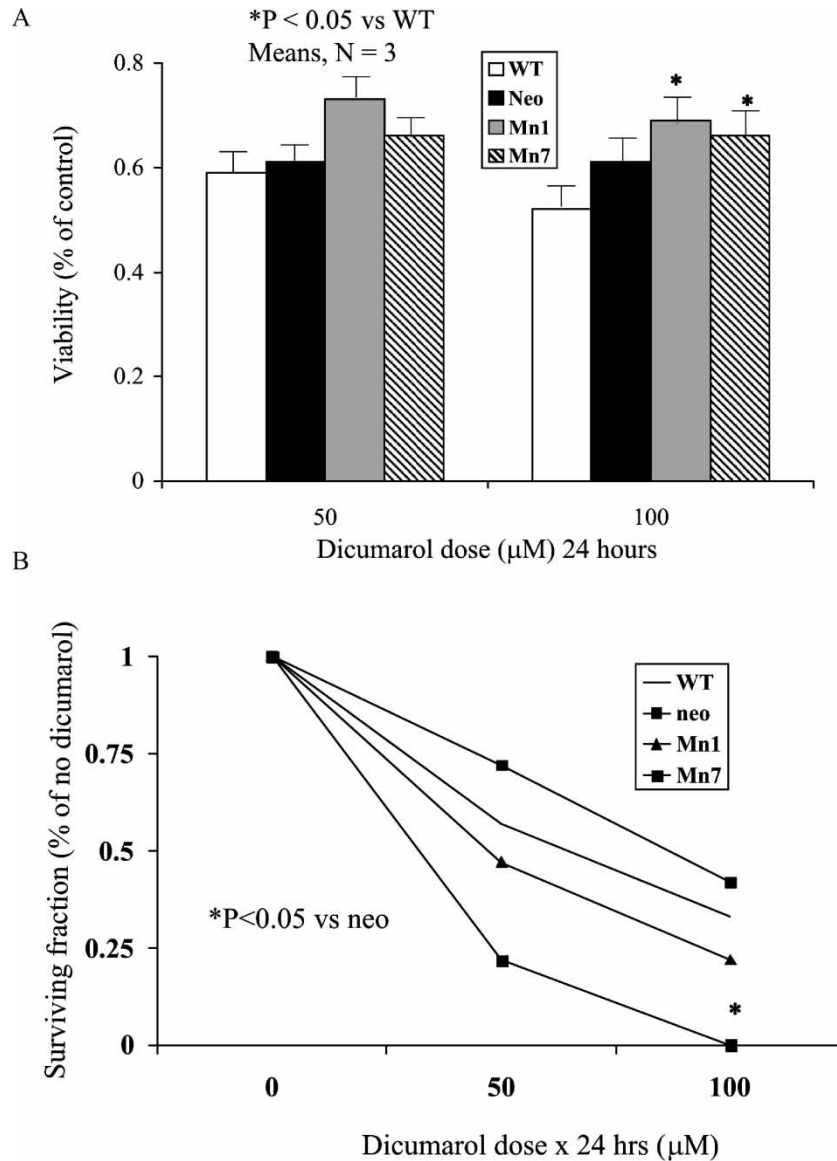 A
*P < 0.05 vs WT
Means, N = 3
WT
Neo
Mn1
Mn7
* *
0.8
0.6
0.4
0.2
0
Viability (% of control)
50 100
Dicumarol dose (μM) 24 hours
B
1
0.75
0.5
0.25
0
Surviving fraction (% of no dicumarol)
WT
neo
Mn1
Mn7
*P<0.05 vs neo
*
0 50 100
Dicumarol dose x 24 hrs (μM)